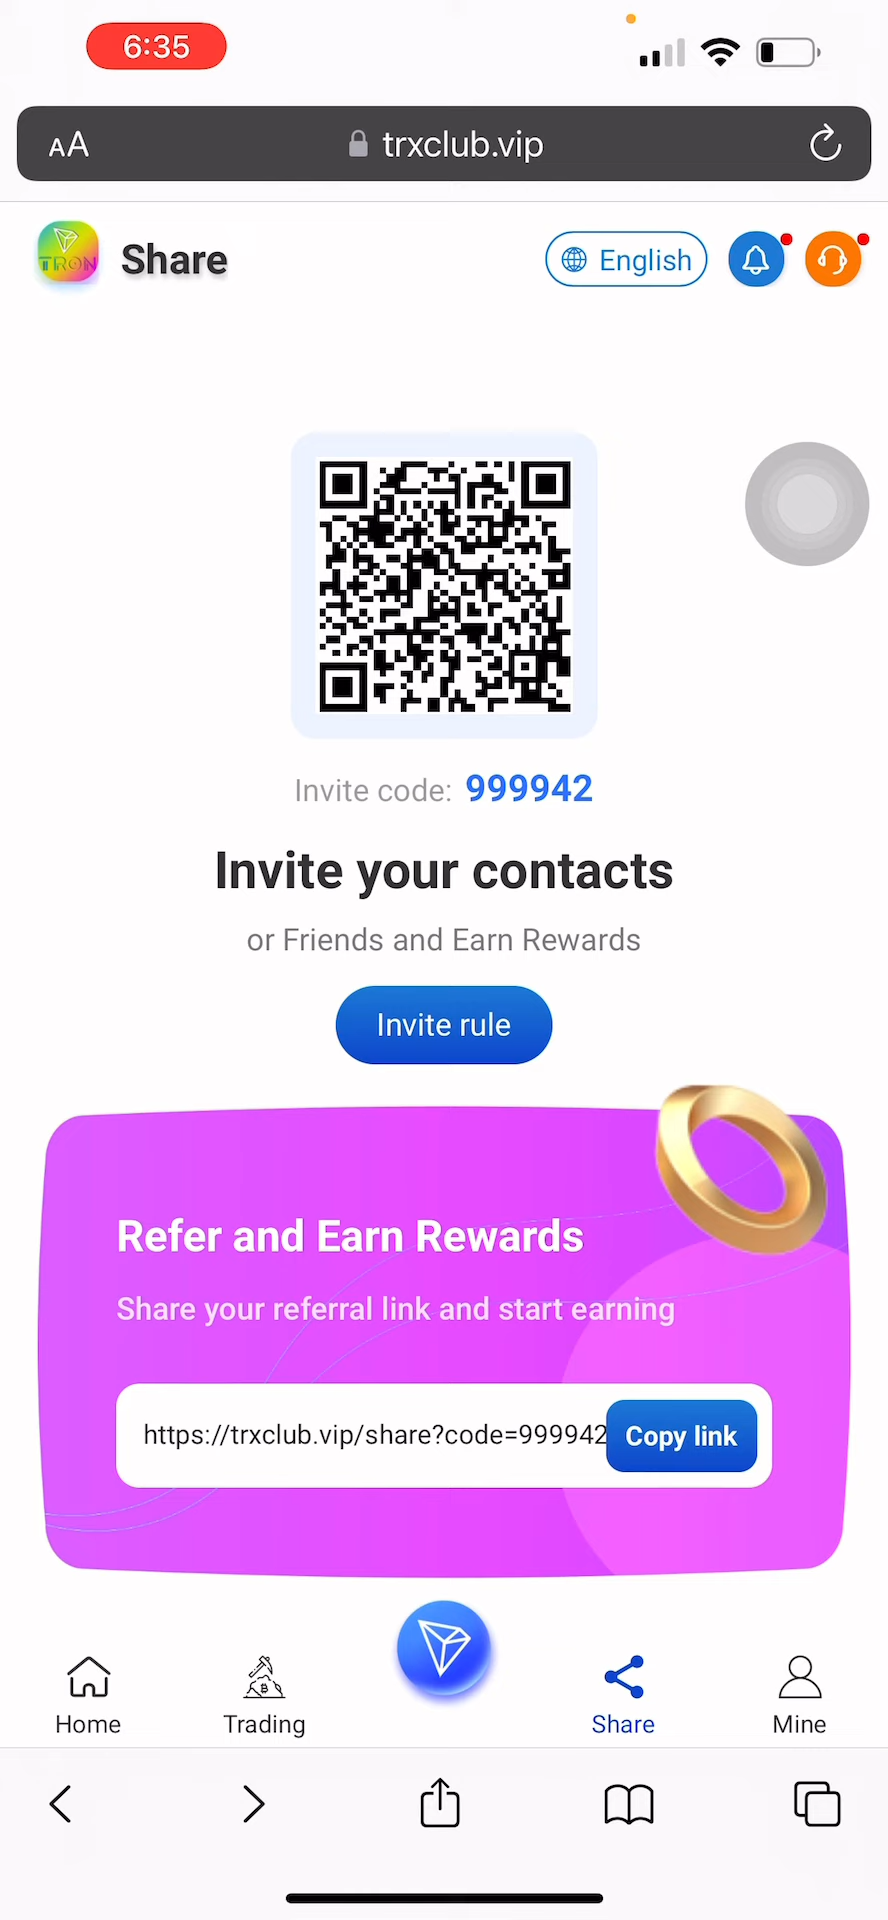 6:35
AA trxclub.vip
TRON Share English
Invite code: 999942
Invite your contacts
or Friends and Earn Rewards
Invite rule
Refer and Earn Rewards
Share your referral link and start earning
https://trxclub.vip/share?code=999942 Copy link
Home Trading Share Mine